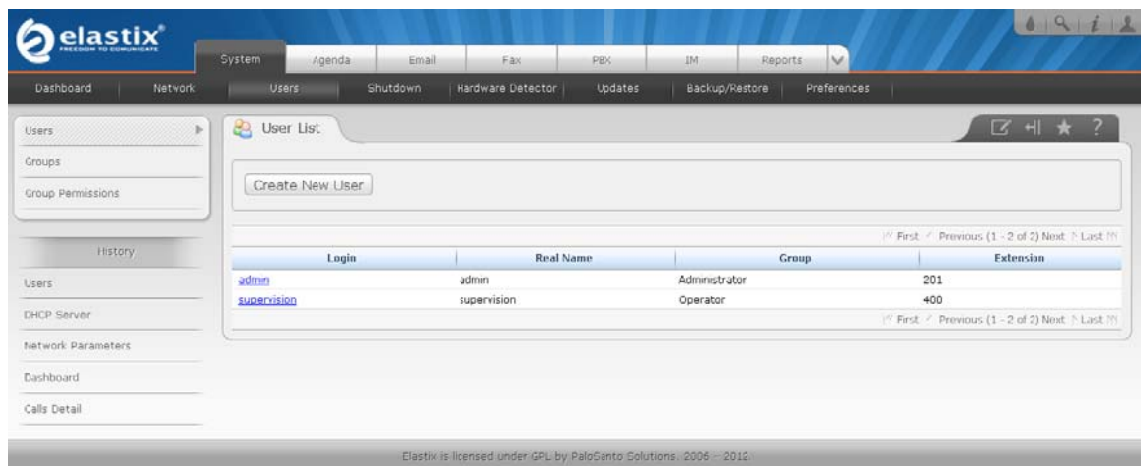 elastix®
FREEDOM TO COMUNICATE
System Agenda Email Fax PBX IM Reports
Dashboard Network Users Shutdown Hardware Detector Updates Backup/Restore Preferences
Users
Groups
Group Permissions
History
Users
DHCP Server
Network Parameters
Dashboard
Calls Detail
User List
Create New User
First Previous (1 - 2 of 2) Next Last
Login Real Name Group Extension
admin admin Administrator 201
supervision supervision Operator 400
First Previous (1 - 2 of 2) Next Last
Elastix is licensed under GPL by PaloSanto Solutions. 2006 - 2012.